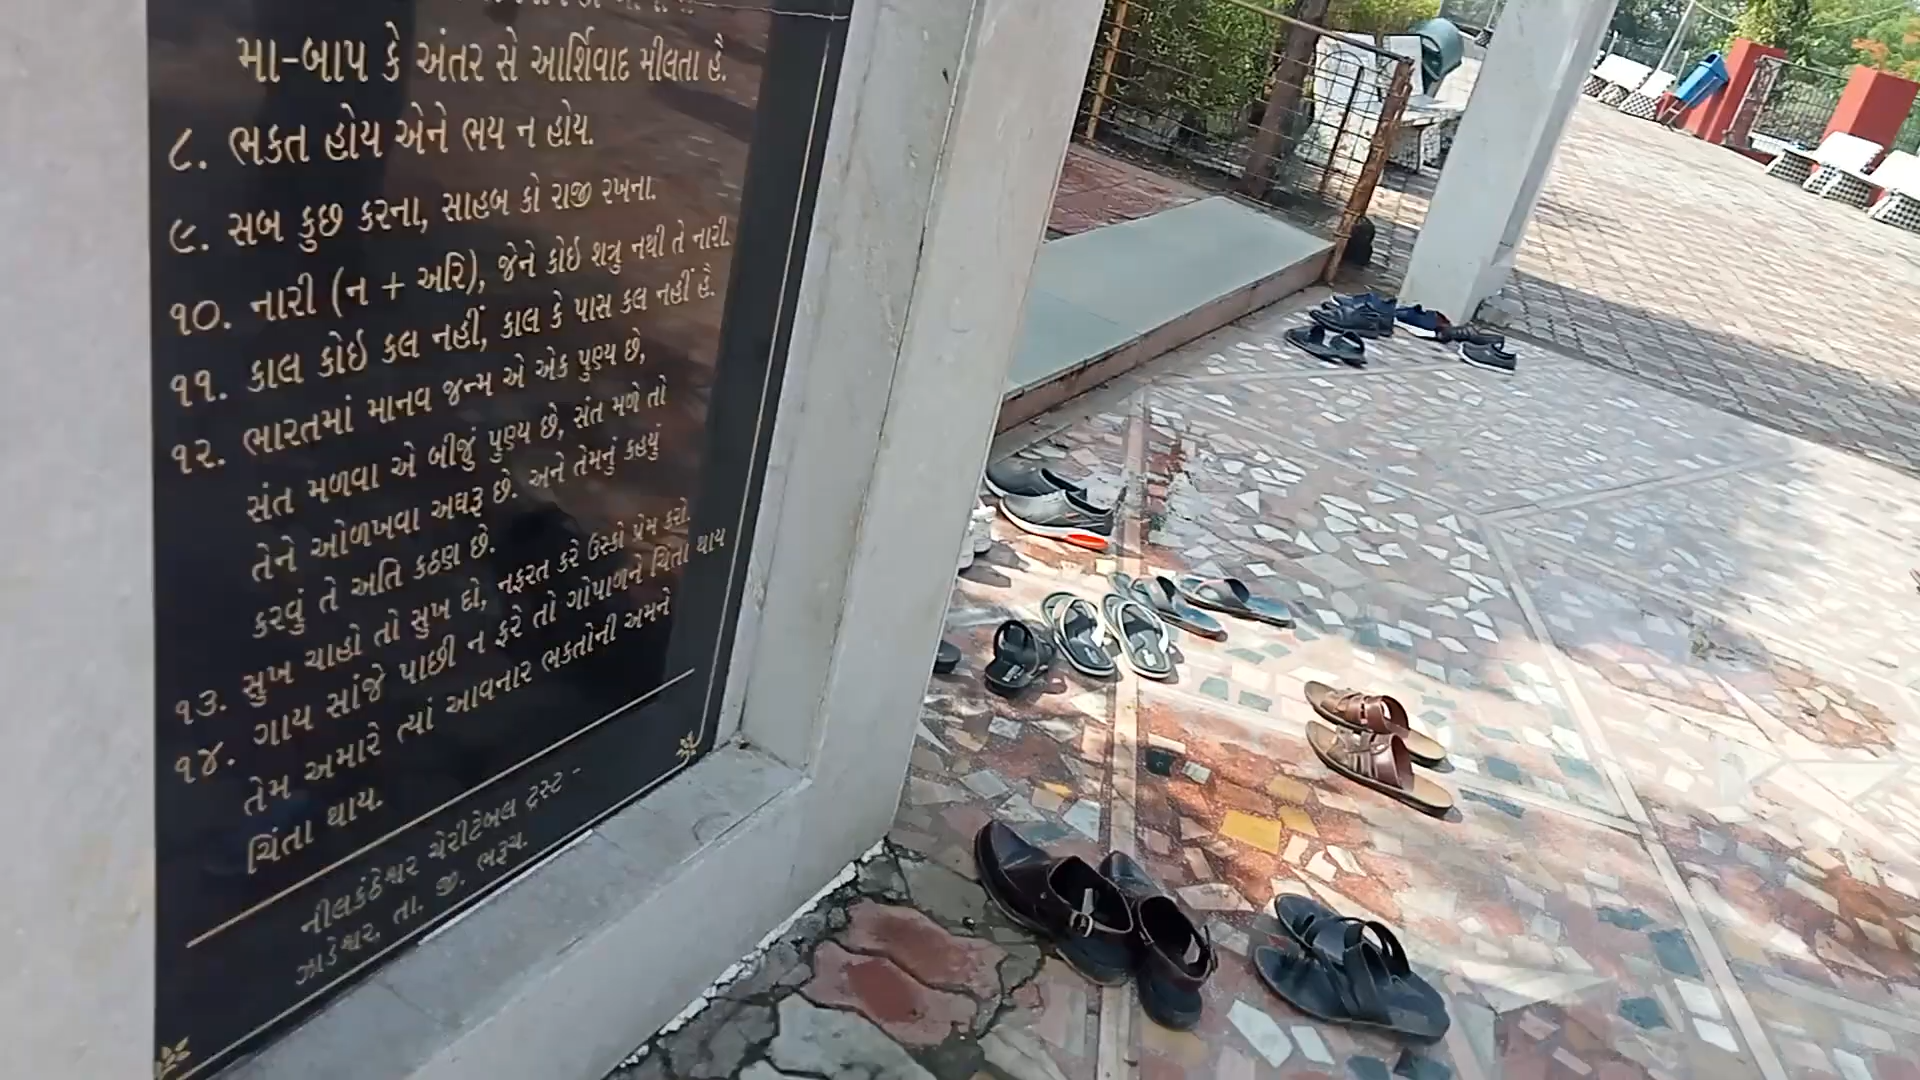 મા-બાપ કે અંતર સે આર્શિવાદ મીલતા હૈ.
૮. ભકત હોય એને ભય ન હોય.
૯. સબ કુછ કરના, સાહબ કો રાજી રખના.
૧૦. નારી (ન + અરિ), જેને કોઇ શત્રુ નથી તે નારી.
૧૧. કાલ કોઇ કલ નહીં, કાલ કે પાસ કલ નહીં હૈ.
૧૨. ભારતમાં માનવ જન્મ એ એક પુણ્ય છે,
સંત મળવા એ બીજું પુણ્ય છે, સંત મળે તો
તેને ઓળખવા અઘરૂ છે. અને તેમનું કહયું
કરવું તે અતિ કઠણ છે.
૧૩. સુખ ચાહો તો સુખ દો, નફરત કરે ઉસ્કો પ્રેમ કરો.
૧૪. ગાય સાંજે પાછી ન ફરે તો ગોપાળને ચિંતા થાય
તેમ અમારે ત્યાં આવનાર ભકતોની અમને
ચિંતા થાય.
નીલકંઠેશ્વર ચેરીટેબલ ટ્રસ્ટ -
ઝાડેશ્વર, તા. જી. ભરૂચ.